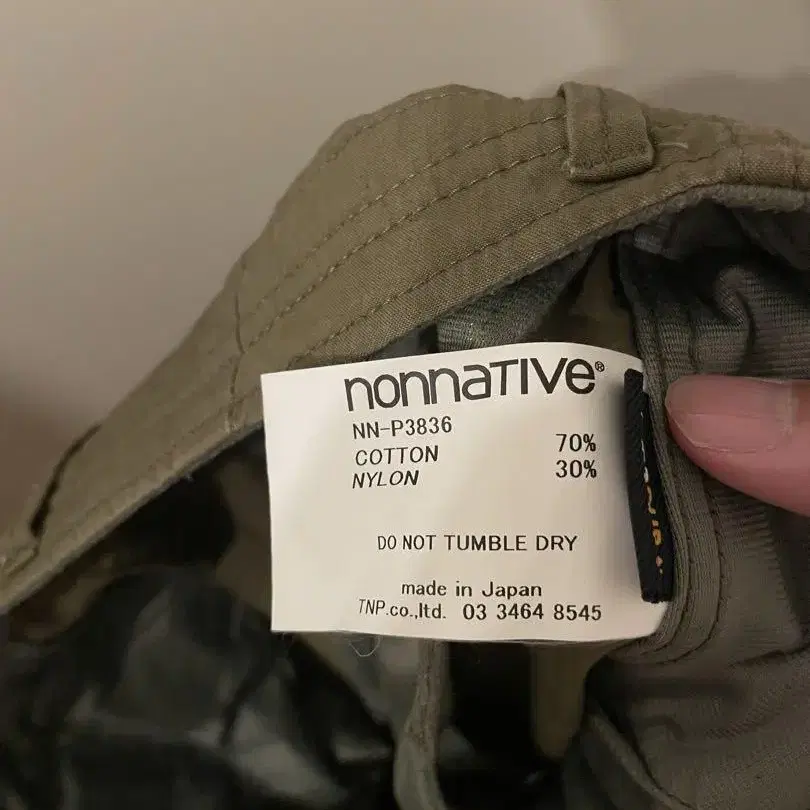 nonnative®
NN-P3836
COTTON 70%
NYLON 30%
DO NOT TUMBLE DRY
made in Japan
TNP.co.,ltd. 03 3464 8545